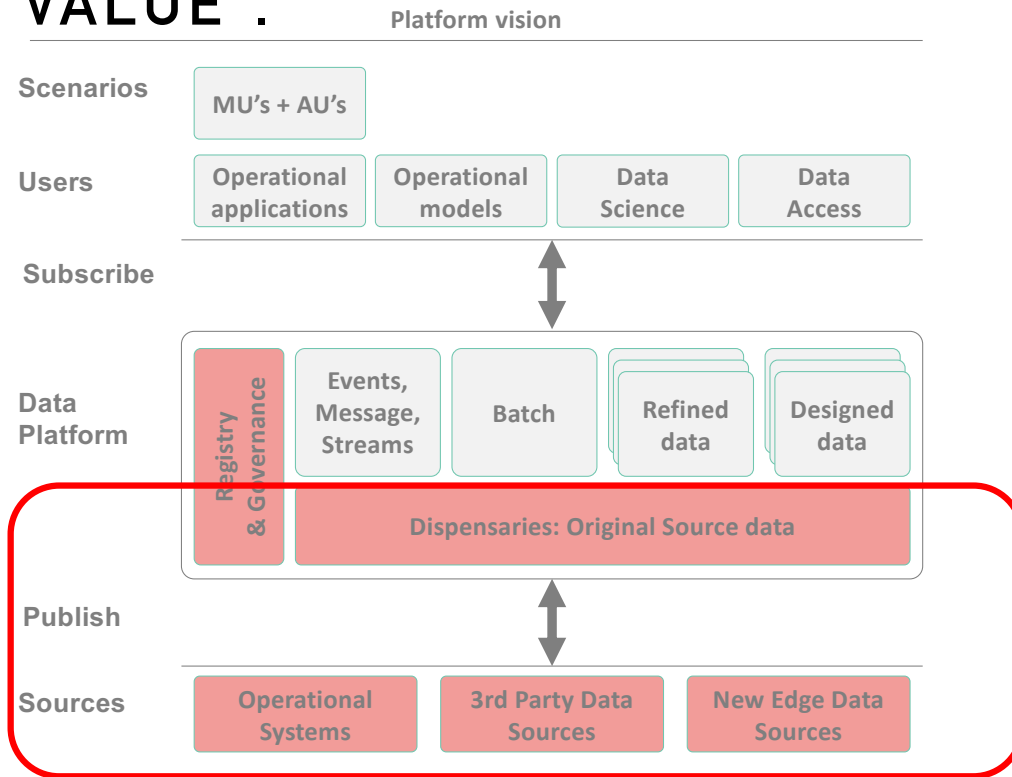 VALUE .
Platform vision
Scenarios
MU's + AU's
Users
Operational
applications
Operational
models
Data
Science
Data
Access
Subscribe
Data
Platform
Registry
& Governance
Events,
Message,
Streams
Batch
Refined
data
Designed
data
Dispensaries: Original Source data
Publish
Sources
Operational
Systems
3rd Party Data
Sources
New Edge Data
Sources